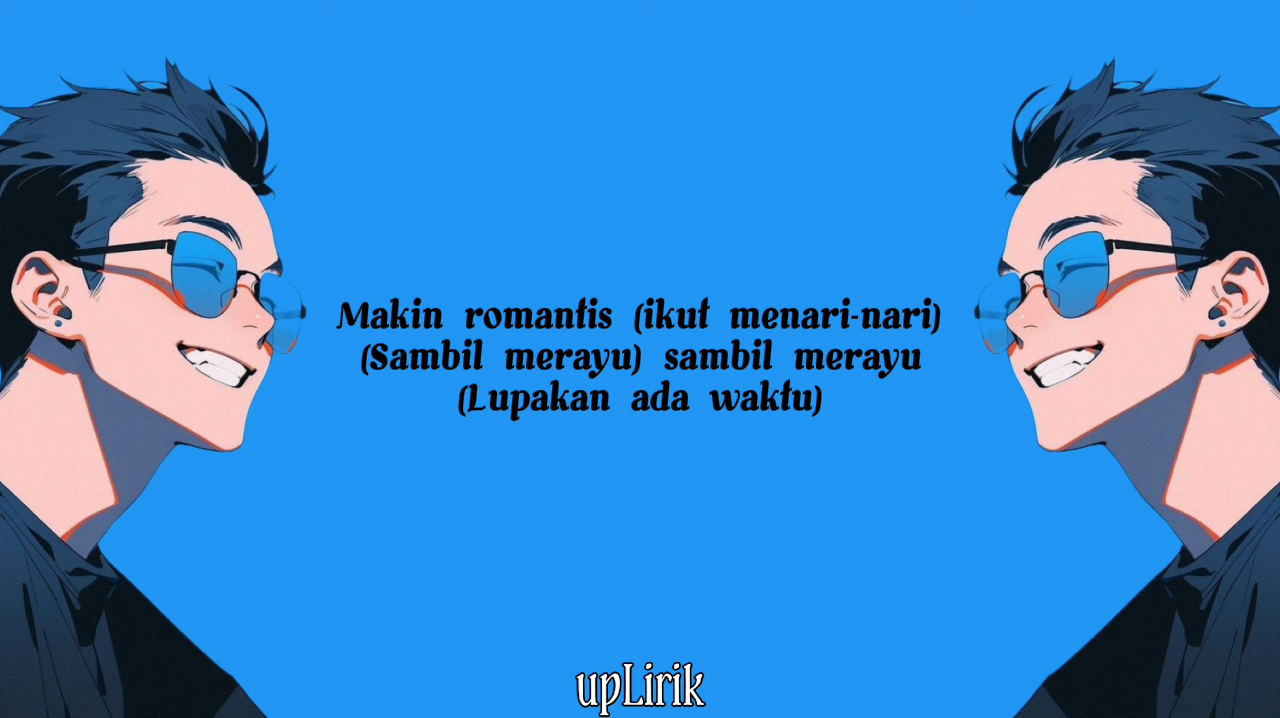 Makin romantis (ikut menari-nari)
(Sambil merayu) sambil merayu
(Lupakan ada waktu)
upLirik